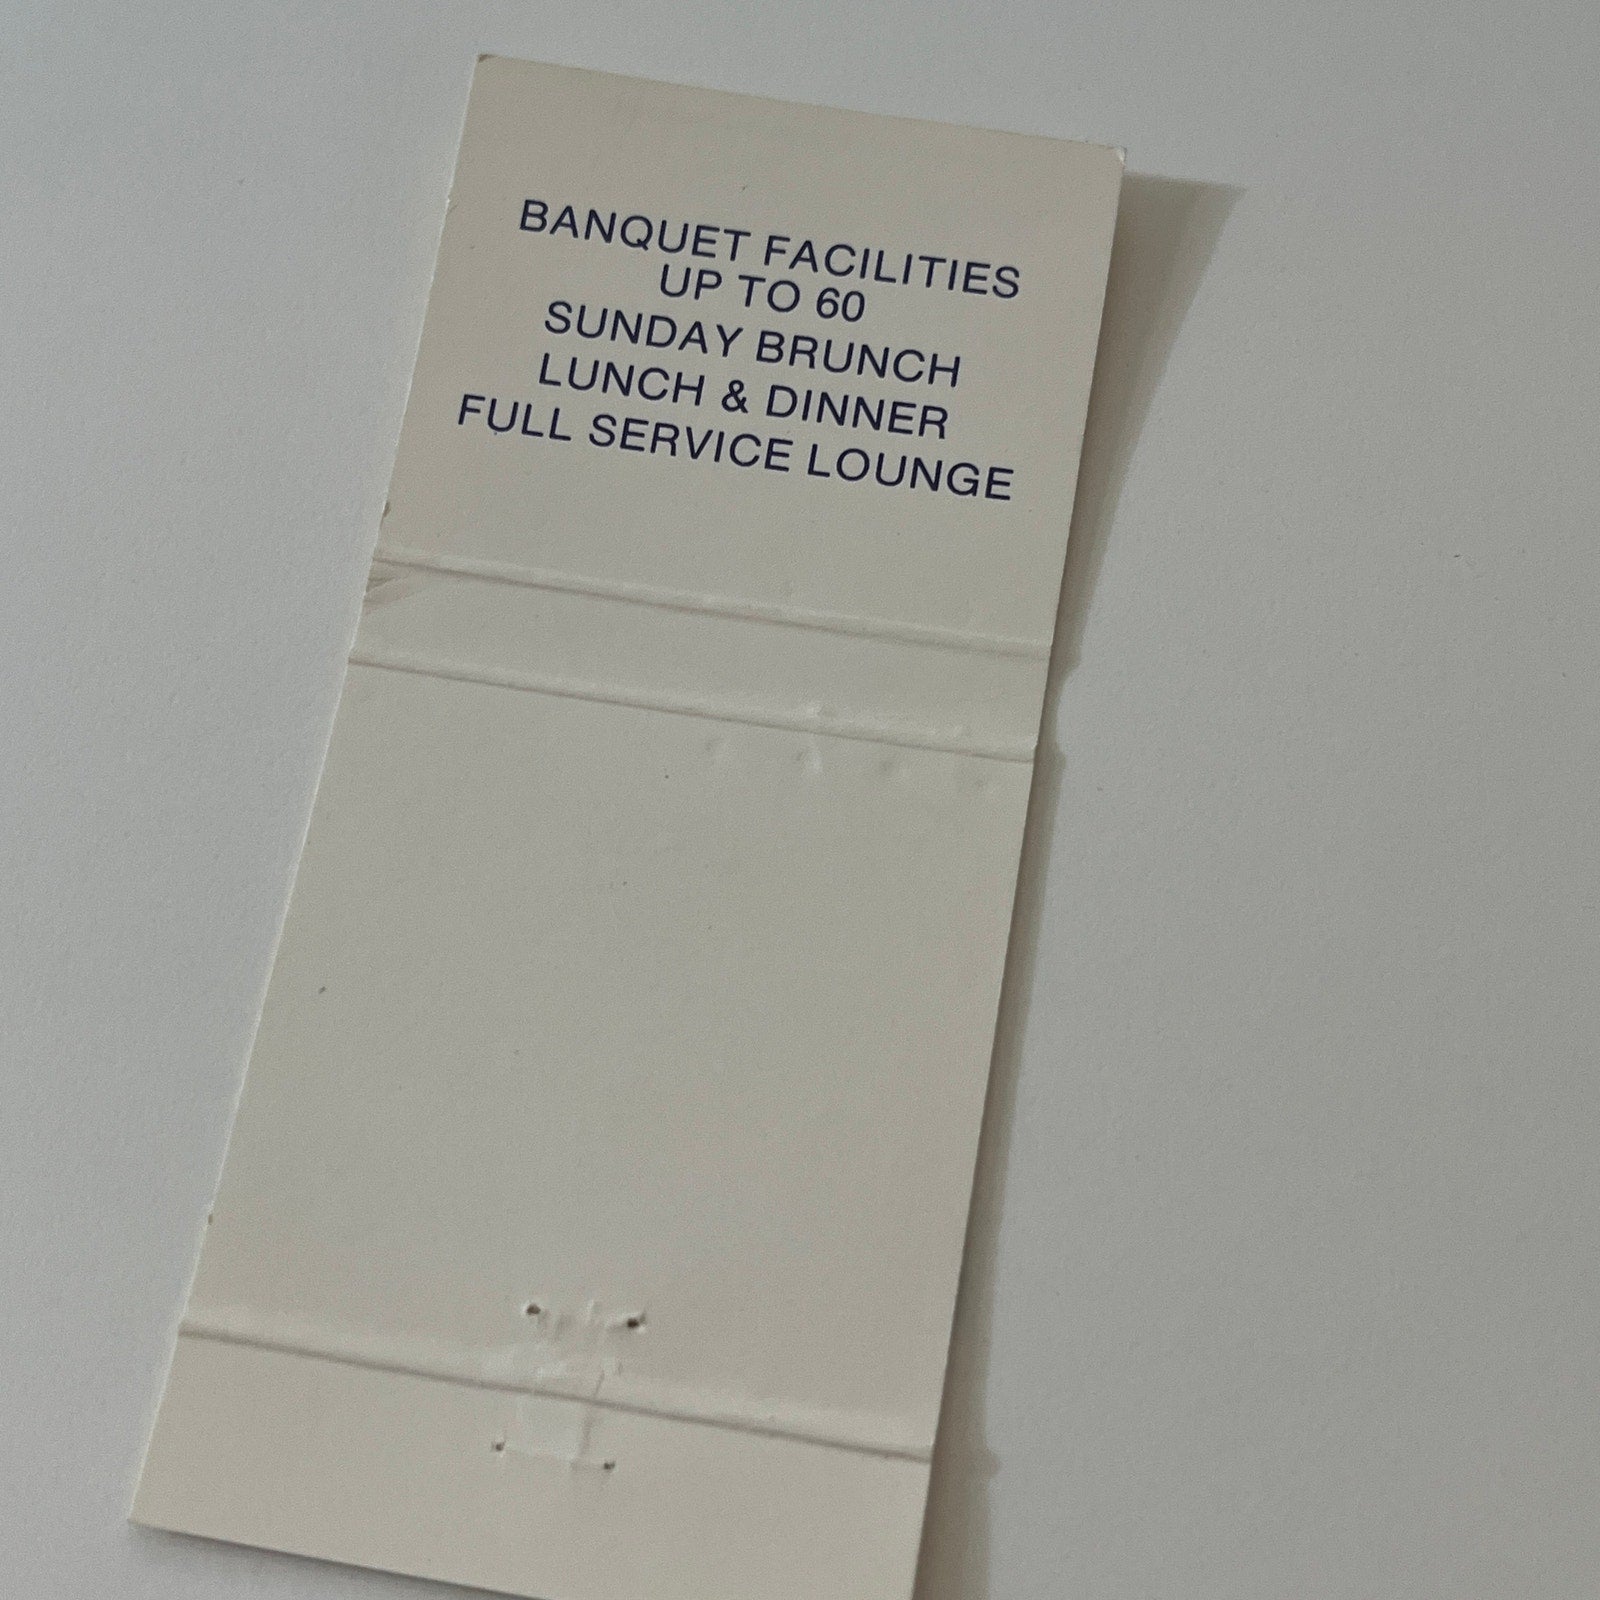 BANQUET FACILITIES
UP TO 60
SUNDAY BRUNCH
LUNCH & DINNER
FULL SERVICE LOUNGE